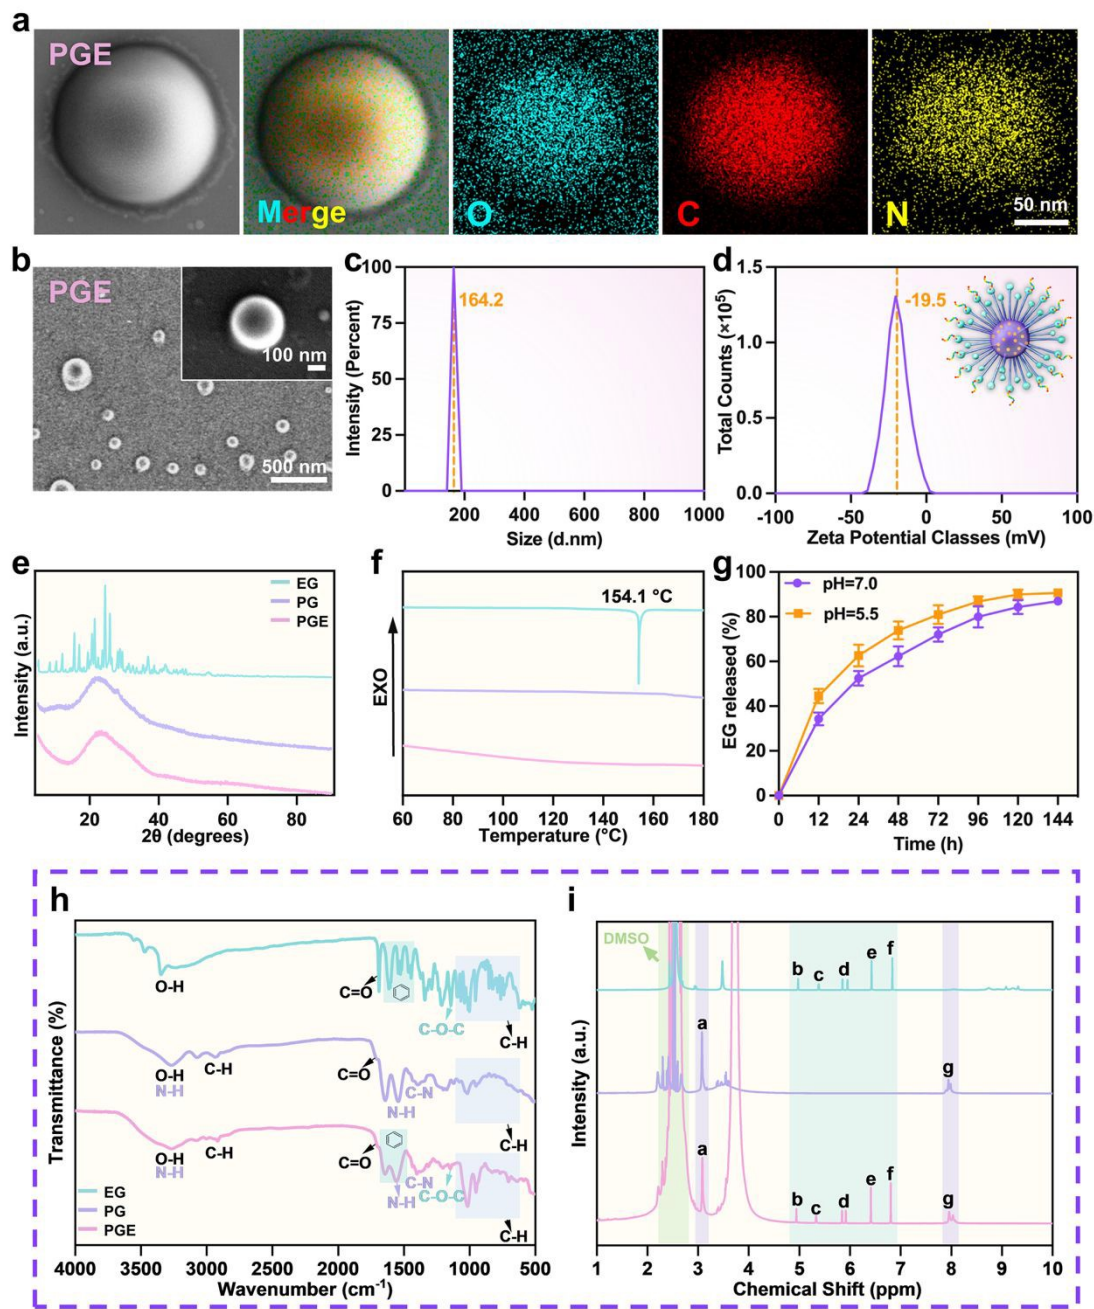 a
PGE
Merge
O
C
N
50 nm
b
PGE
100 nm
500 nm
c
Intensity (Percent)
100
75
50
25
0
164.2
200 400 600 800 1000
Size (d.nm)
d
Total Counts (×10⁵)
1.5
1.0
0.5
0.0
-19.5
-100 -50 0 50 100
Zeta Potential Classes (mV)
e
Intensity (a.u.)
EG
PG
PGE
20 40 60 80
2θ (degrees)
f
EXO
154.1 °C
60 80 100 120 140 160 180
Temperature (°C)
g
EG released (%)
100
80
60
40
20
0
pH=7.0
pH=5.5
0 12 24 48 72 96 120 144
Time (h)
h
Transmittance (%)
O-H
C=O
C-O-C
C-H
O-H
N-H
C-H
C=O
C-N
N-H
C-H
O-H
N-H
C-H
C=O
C-N
N-H
C-O-C
C-H
EG
PG
PGE
4000 3500 3000 2500 2000 1500 1000 500
Wavenumber (cm⁻¹)
i
Intensity (a.u.)
DMSO
b c d e f
a g
a b c d e f g
1 2 3 4 5 6 7 8 9 10
Chemical Shift (ppm)